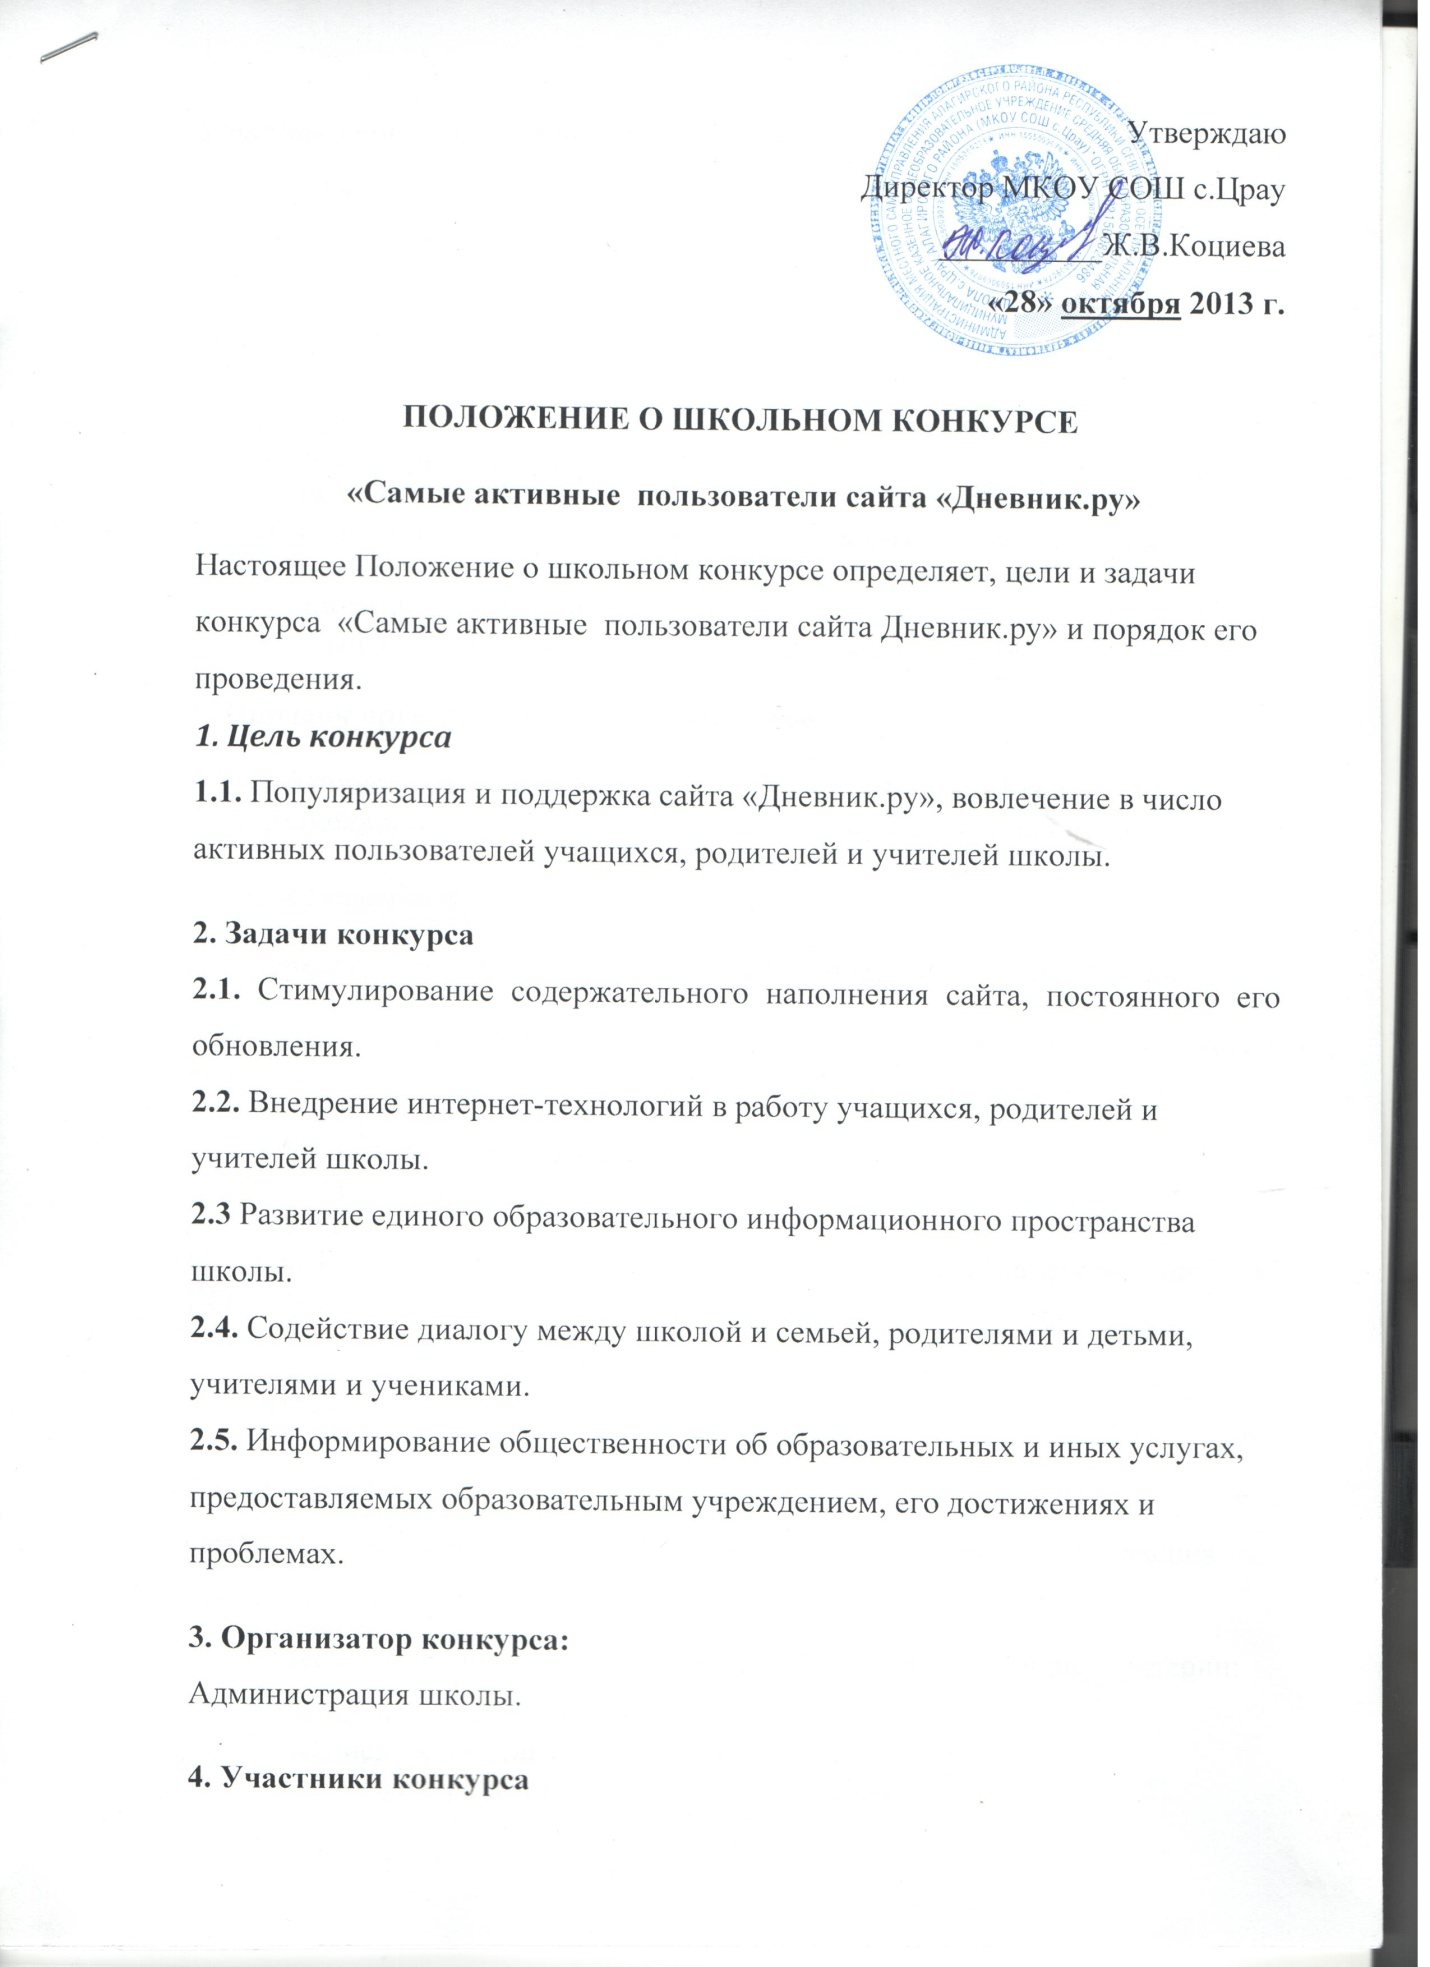 Утверждаю
Директор МКОУ СОШ с.Црау
__________Ж.В.Коциева
«28» октября 2013 г.
ПОЛОЖЕНИЕ О ШКОЛЬНОМ КОНКУРСЕ
«Самые активные  пользователи сайта «Дневник.ру»
Настоящее Положение о школьном конкурсе определяет, цели и задачи
конкурса  «Самые активные  пользователи сайта Дневник.ру» и порядок его
проведения.
1. Цель конкурса
1.1. Популяризация и поддержка сайта «Дневник.ру», вовлечение в число
активных пользователей учащихся, родителей и учителей школы.
2. Задачи конкурса
2.1. Стимулирование содержательного наполнения сайта, постоянного его
обновления.
2.2. Внедрение интернет-технологий в работу учащихся, родителей и
учителей школы.
2.3 Развитие единого образовательного информационного пространства
школы.
2.4. Содействие диалогу между школой и семьей, родителями и детьми,
учителями и учениками.
2.5. Информирование общественности об образовательных и иных услугах,
предоставляемых образовательным учреждением, его достижениях и
проблемах.
3. Организатор конкурса:
Администрация школы.
4. Участники конкурса